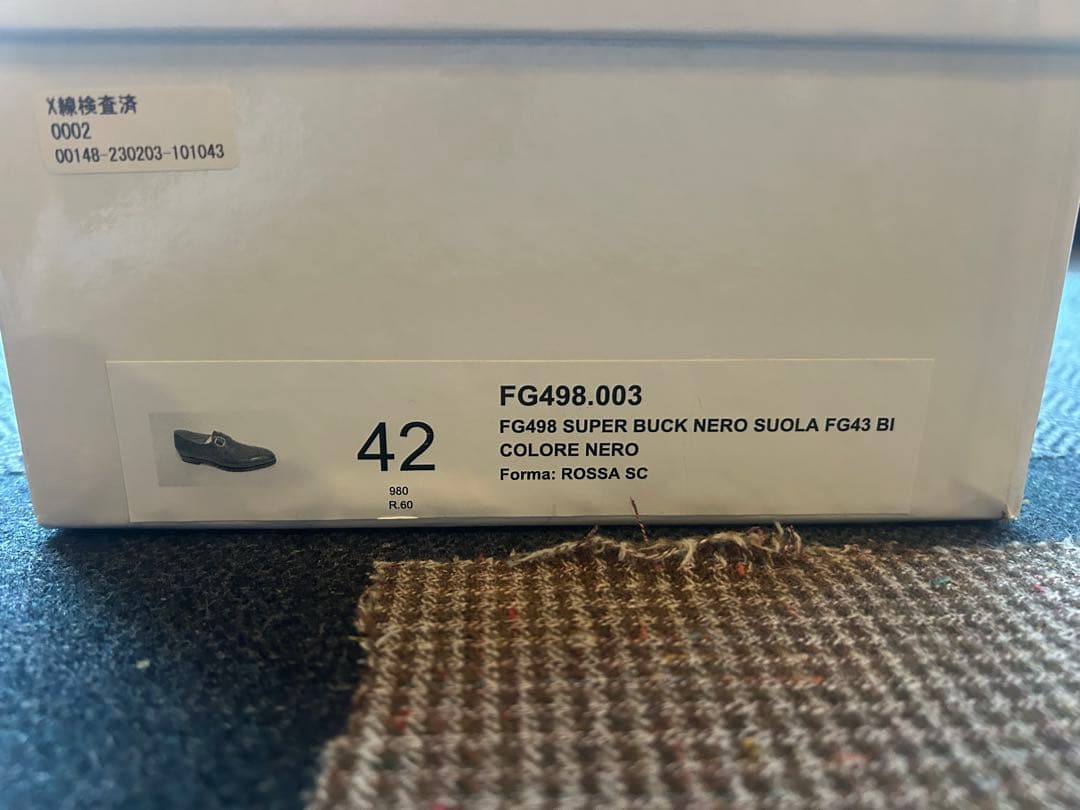 X線検査済
0002
00148-230203-101043
FG498.003
FG498 SUPER BUCK NERO SUOLA FG43 BI
COLORE NERO
Forma: ROSSA SC
42
980
R.60